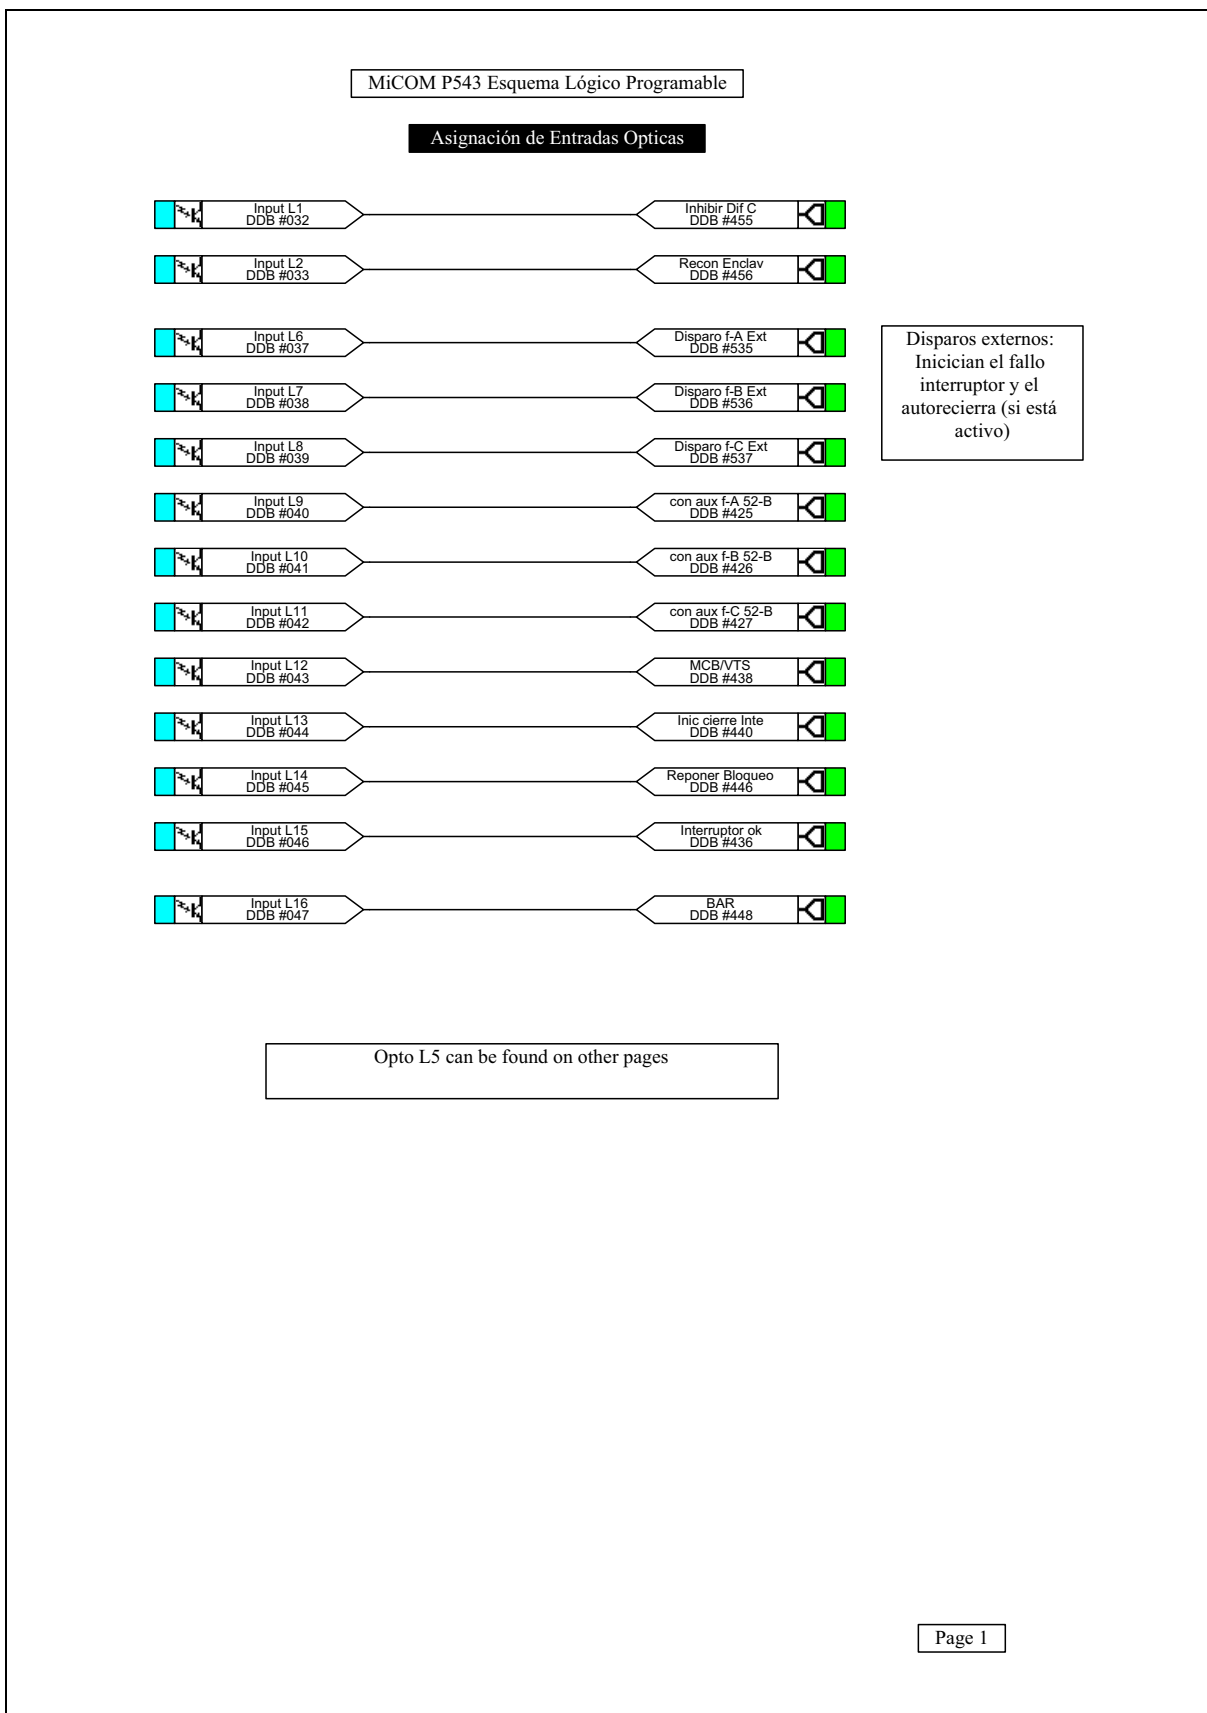 MiCOM P543 Esquema Lógico Programable
Asignación de Entradas Opticas
Input L1
DDB #032
Inhibir Dif C
DDB #455
Input L2
DDB #033
Recon Enclav
DDB #456
Input L6
DDB #037
Disparo f-A Ext
DDB #535
Disparos externos:
Inicician el fallo
interruptor y el
autorecierra (si está
activo)
Input L7
DDB #038
Disparo f-B Ext
DDB #536
Input L8
DDB #039
Disparo f-C Ext
DDB #537
Input L9
DDB #040
con aux f-A 52-B
DDB #425
Input L10
DDB #041
con aux f-B 52-B
DDB #426
Input L11
DDB #042
con aux f-C 52-B
DDB #427
Input L12
DDB #043
MCB/VTS
DDB #438
Input L13
DDB #044
Inic cierre Inte
DDB #440
Input L14
DDB #045
Reponer Bloqueo
DDB #446
Input L15
DDB #046
Interruptor ok
DDB #436
Input L16
DDB #047
BAR
DDB #448
Opto L5 can be found on other pages
Page 1